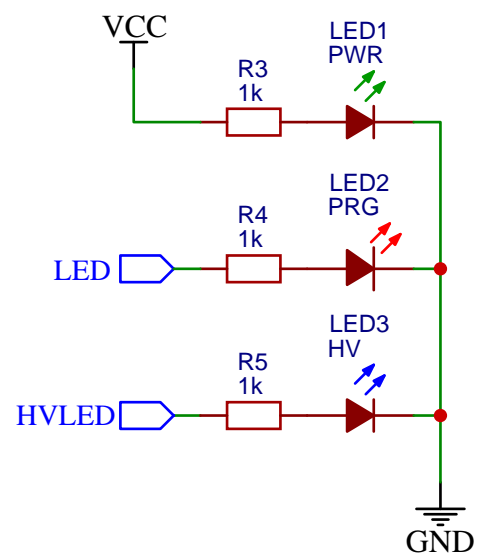 VCC
LED1
PWR
R3
1k
LED2
PRG
R4
1k
LED
LED3
HV
R5
1k
HVLED
GND